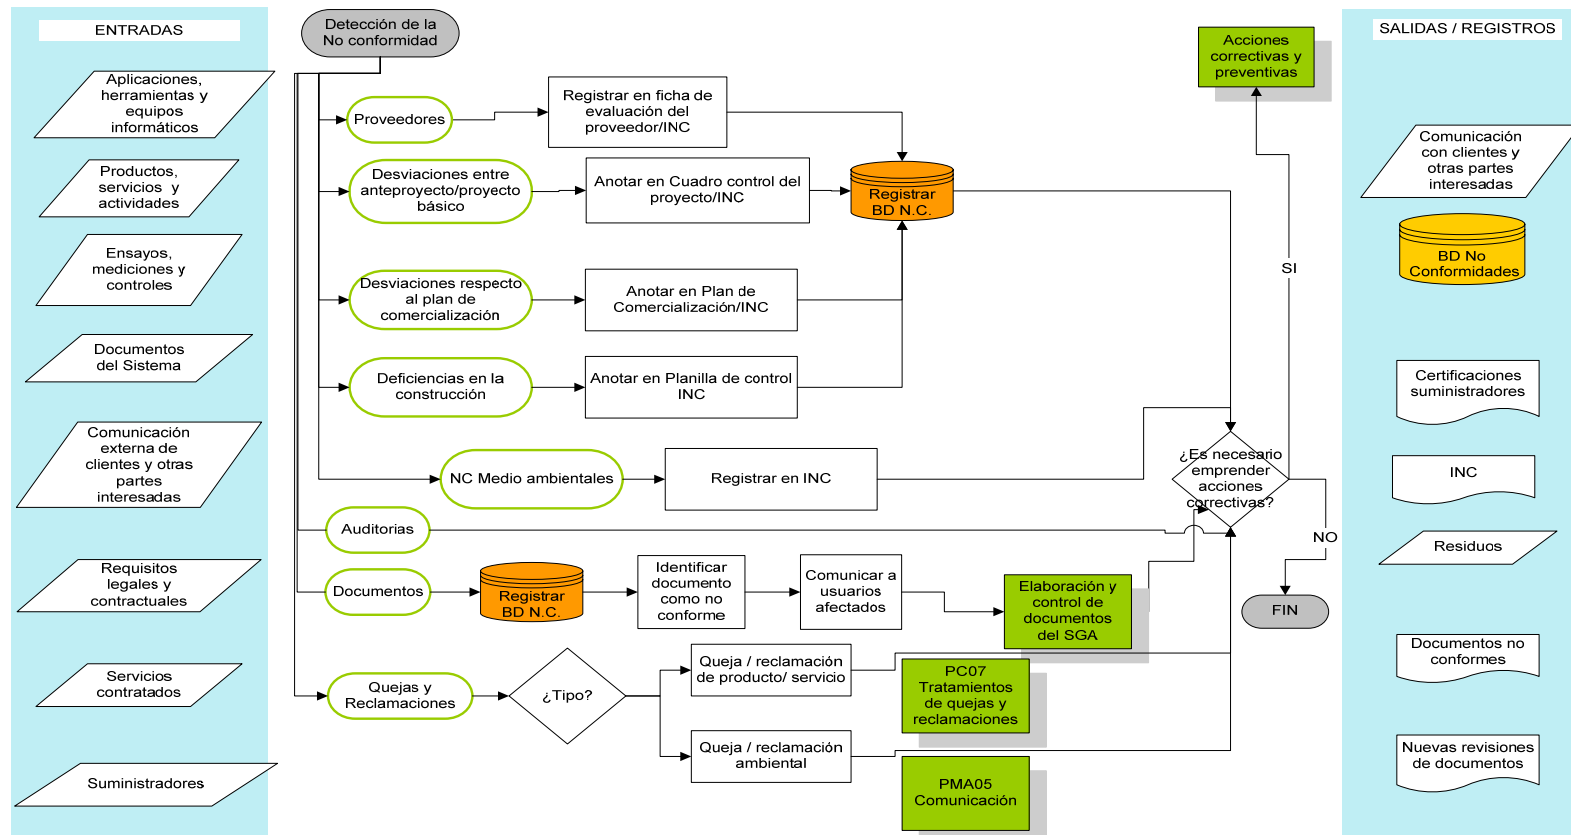 ENTRADAS
Aplicaciones,
herramientas y
equipos
informáticos
Productos,
servicios y
actividades
Ensayos,
mediciones y
controles
Documentos
del Sistema
Comunicación
externa de
clientes y otras
partes
interesadas
Requisitos
legales y
contractuales
Servicios
contratados
Suministradores
Detección de la
No conformidad
Proveedores
Registrar en ficha de
evaluación del
proveedor/INC
Desviaciones entre
anteproyecto/proyecto
básico
Anotar en Cuadro control del
proyecto/INC
Registrar
BD N.C.
Desviaciones respecto
al plan de
comercialización
Anotar en Plan de
Comercialización/INC
Deficiencias en la
construcción
Anotar en Planilla de control
INC
NC Medio ambientales
Registrar en INC
Auditorias
Documentos
Registrar
BD N.C.
Identificar
documento
como no
conforme
Comunicar a
usuarios
afectados
Elaboración y
control de
documentos
del SGA
Quejas y
Reclamaciones
¿Tipo?
Queja / reclamación
de producto/ servicio
PC07
Tratamientos
de quejas y
reclamaciones
Queja / reclamación
ambiental
PMA05
Comunicación
Acciones
correctivas y
preventivas
SI
¿Es necesario
emprender
acciones
correctivas?
NO
FIN
SALIDAS / REGISTROS
Comunicación
con clientes y
otras partes
interesadas
BD No
Conformidades
Certificaciones
suministradores
INC
Residuos
Documentos no
conformes
Nuevas revisiones
de documentos